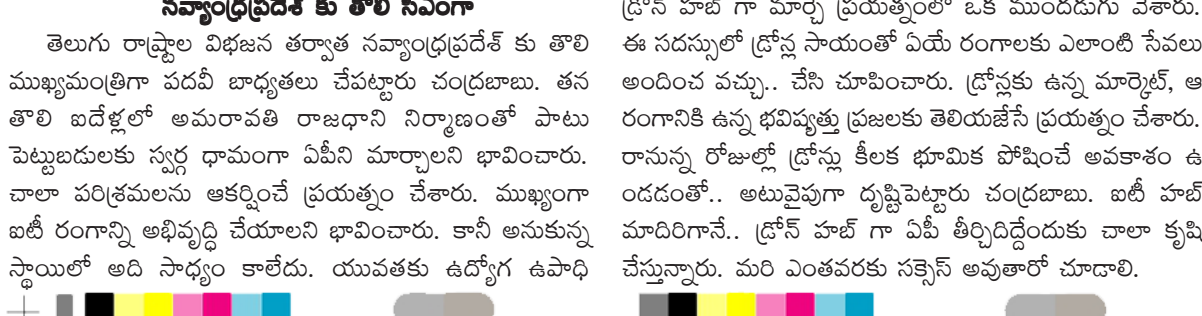 నవ్యాంధ్రప్రదేశ్ కు తొలి సీఎంగా
తెలుగు రాష్ట్రాల విభజన తర్వాత నవ్యాంధ్రప్రదేశ్ కు తొలి
ముఖ్యమంత్రిగా పదవీ బాధ్యతలు చేపట్టారు చంద్రబాబు. తన
తొలి ఐదేళ్లలో అమరావతి రాజధాని నిర్మాణంతో పాటు
పెట్టుబడులకు స్వర్గ ధామంగా ఏపీని మార్చాలని భావించారు.
చాలా పరిశ్రమలను ఆకర్షించే ప్రయత్నం చేశారు. ముఖ్యంగా
ఐటీ రంగాన్ని అభివృద్ధి చేయాలని భావించారు. కానీ అనుకున్న
స్థాయిలో అది సాధ్యం కాలేదు. యువతకు ఉద్యోగ ఉపాధి
డ్రోన్ హబ్ గా మార్చే ప్రయత్నంలో ఒక ముందడుగు వేశారు.
ఈ సదస్సులో డ్రోన్ల సాయంతో ఏయే రంగాలకు ఎలాంటి సేవలు
అందించ వచ్చు.. చేసి చూపించారు. డ్రోన్లకు ఉన్న మార్కెట్, ఆ
రంగానికి ఉన్న భవిష్యత్తు ప్రజలకు తెలియజేసే ప్రయత్నం చేశారు.
రానున్న రోజుల్లో డ్రోన్లు కీలక భూమిక పోషించే అవకాశం ఉ
ండడంతో.. అటువైపుగా దృష్టిపెట్టారు చంద్రబాబు. ఐటీ హబ్
మాదిరిగానే.. డ్రోన్ హబ్ గా ఏపీ తీర్చిదిద్దేందుకు చాలా కృషి
చేస్తున్నారు. మరి ఎంతవరకు సక్సెస్ అవుతారో చూడాలి.